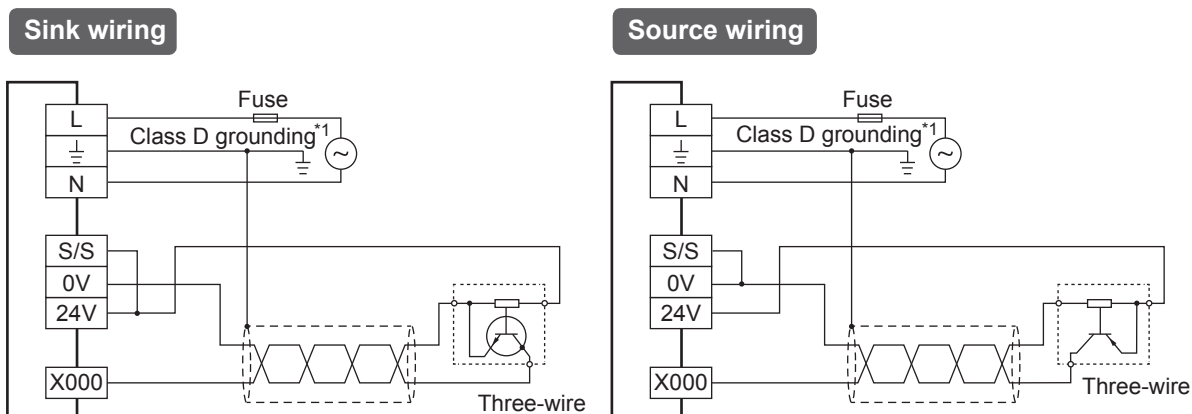 Sink wiring
L
Fuse
Class D grounding*1
~
N
S/S
0V
24V
X000
Three-wire
Source wiring
L
Fuse
Class D grounding*1
~
N
S/S
0V
24V
X000
Three-wire